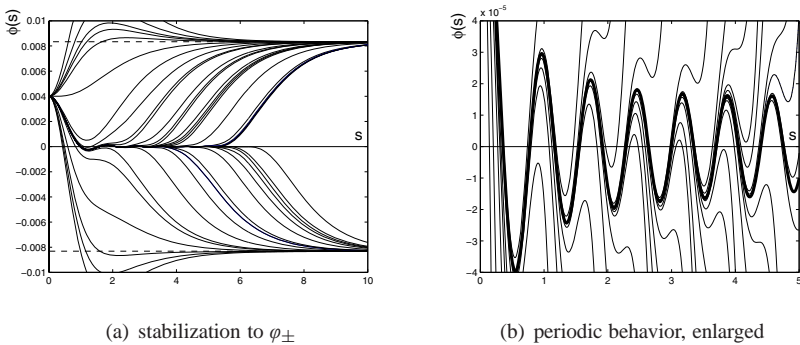 φ(s)
0.01
0.008
0.006
0.004
0.002
0
−0.002
−0.004
−0.006
−0.008
−0.01
0 2 4 6 8 10
s
(a) stabilization to φ±
x 10⁻⁵
φ(s)
4
3
2
1
0
−1
−2
−3
−4
0 1 2 3 4 5
s
(b) periodic behavior, enlarged